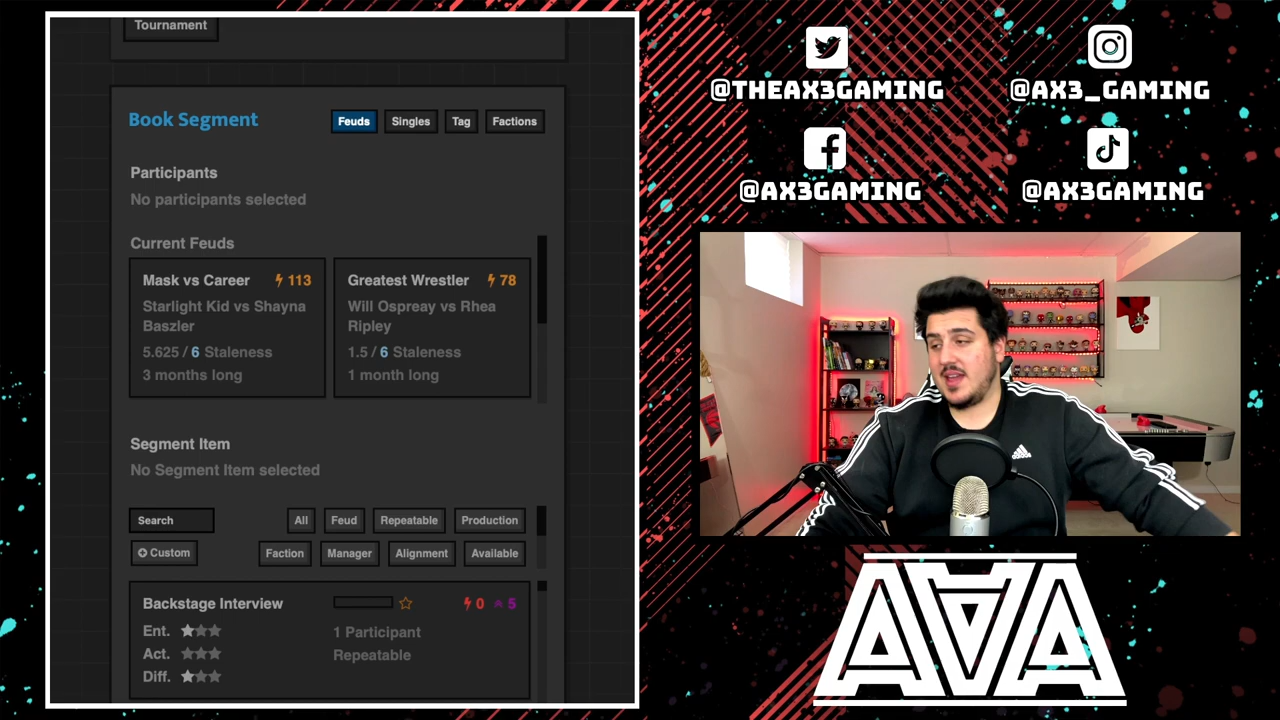 Tournament
Book Segment
Feuds
Singles
Tag
Factions
Participants
No participants selected
Current Feuds
Mask vs Career
113
Starlight Kid vs Shayna
Baszler
5.625 / 6 Staleness
3 months long
Greatest Wrestler
78
Will Ospreay vs Rhea
Ripley
1.5 / 6 Staleness
1 month long
Segment Item
No Segment Item selected
Search
All
Feud
Repeatable
Production
Custom
Faction
Manager
Alignment
Available
Backstage Interview
0
5
Ent.
1 Participant
Act.
Repeatable
Diff.
@THEAX3GAMING
@AX3_GAMING
@AX3GAMING
@AX3GAMING